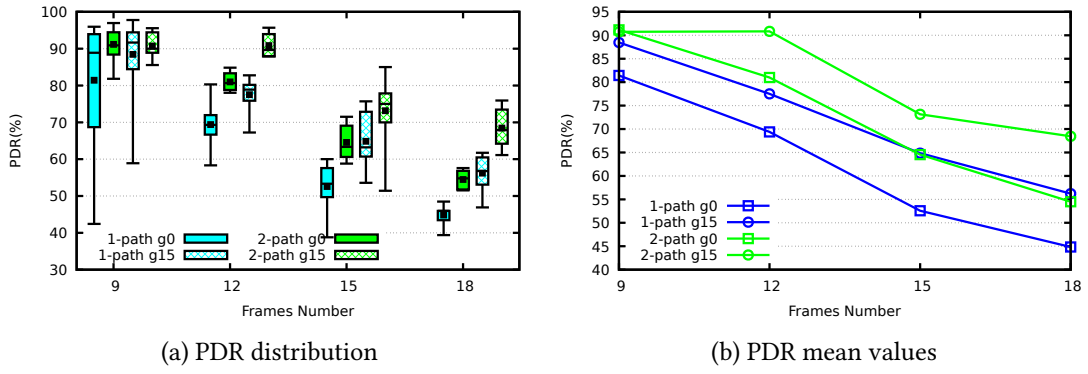 100
90
80
70
60
50
40
30
PDR(%)
1-path g0
1-path g15
2-path g0
2-path g15
9
12
15
18
Frames Number
(a) PDR distribution
95
90
85
80
75
70
65
60
55
50
45
40
PDR(%)
1-path g0
1-path g15
2-path g0
2-path g15
9
12
15
18
Frames Number
(b) PDR mean values